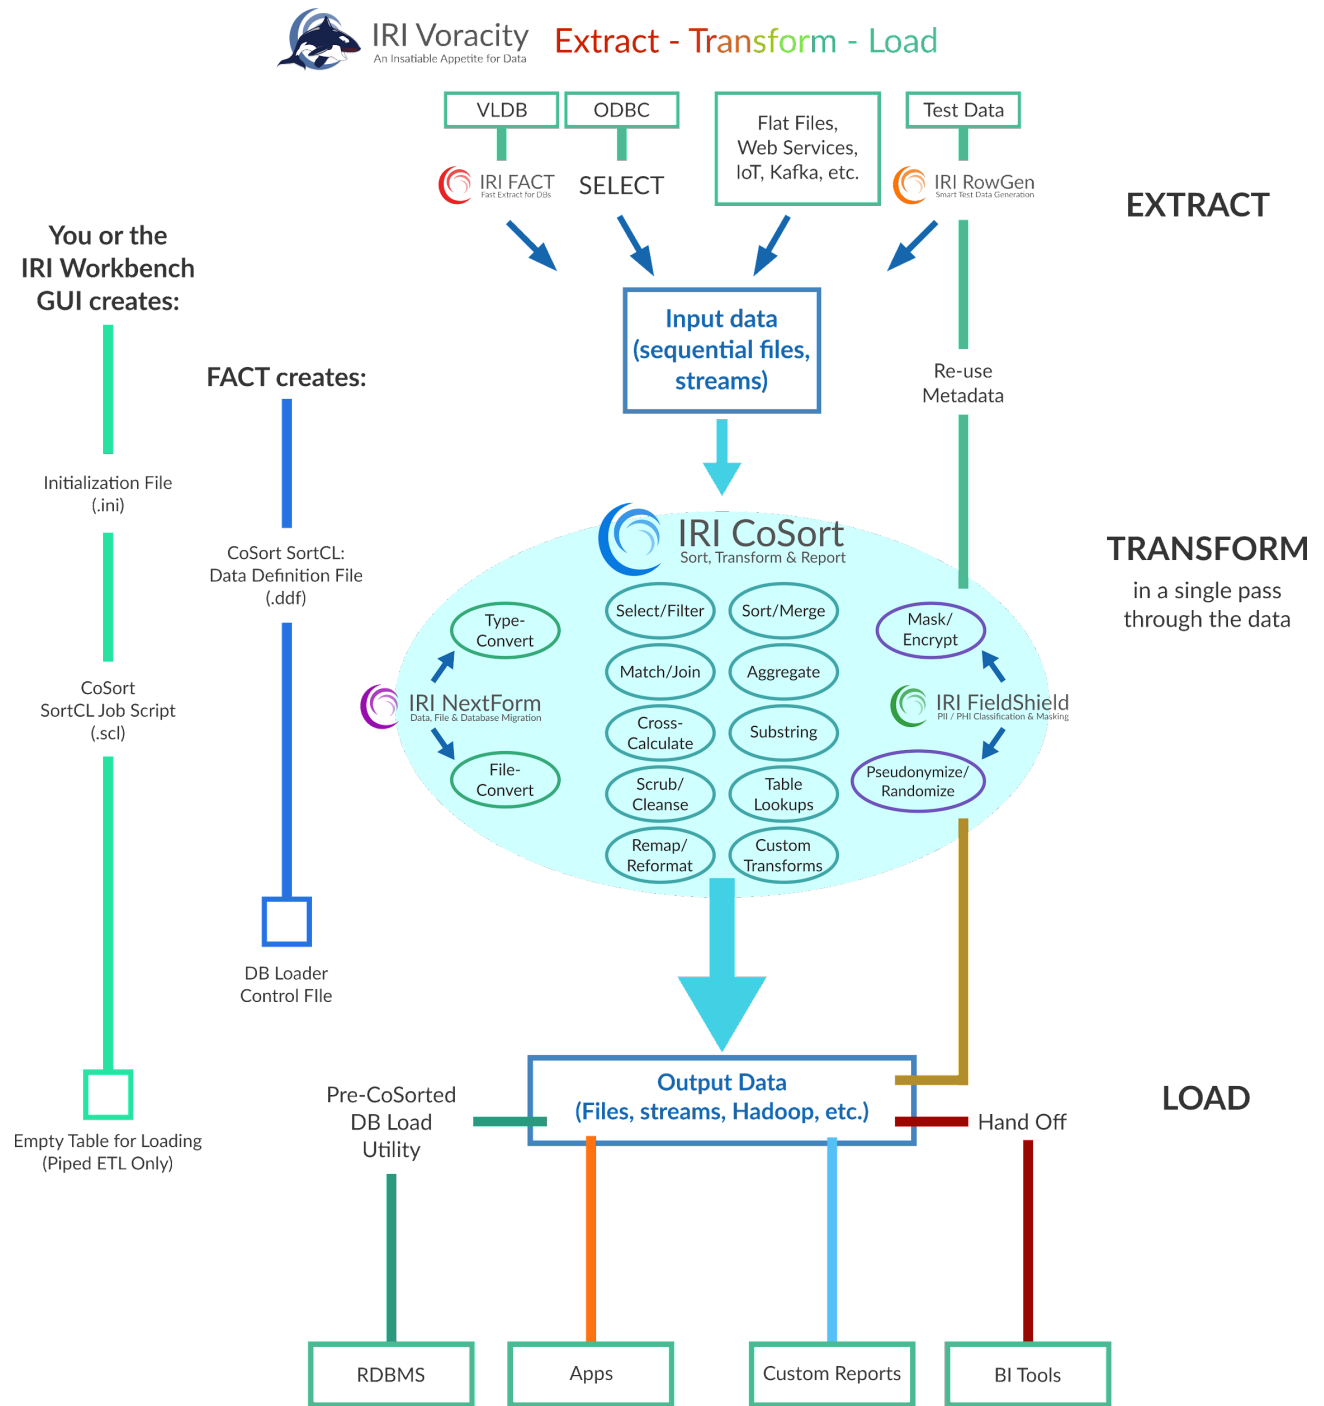 IRI Voracity
An Insatiable Appetite for Data
Extract - Transform - Load
VLDB
ODBC
Flat Files,
Web Services,
IoT, Kafka, etc.
Test Data
IRI FACT
Fast Extract for DBs
SELECT
IRI RowGen
Smart Test Data Generation
EXTRACT
You or the
IRI Workbench
GUI creates:
Input data
(sequential files,
streams)
Re-use
Metadata
FACT creates:
Initialization File
(.ini)
CoSort SortCL:
Data Definition File
(.ddf)
IRI CoSort
Sort, Transform & Report
TRANSFORM
in a single pass
through the data
Select/Filter
Sort/Merge
Type-
Convert
Mask/
Encrypt
Match/Join
Aggregate
CoSort
SortCL Job Script
(.scl)
IRI NextForm
Data, File & Database Migration
IRI FieldShield
PII / PHI Classification & Masking
Cross-
Calculate
Substring
File-
Convert
Scrub/
Cleanse
Table
Lookups
Pseudonymize/
Randomize
Remap/
Reformat
Custom
Transforms
DB Loader
Control FIle
Output Data
(Files, streams, Hadoop, etc.)
LOAD
Pre-CoSorted
DB Load
Utility
Hand Off
Empty Table for Loading
(Piped ETL Only)
RDBMS
Apps
Custom Reports
BI Tools